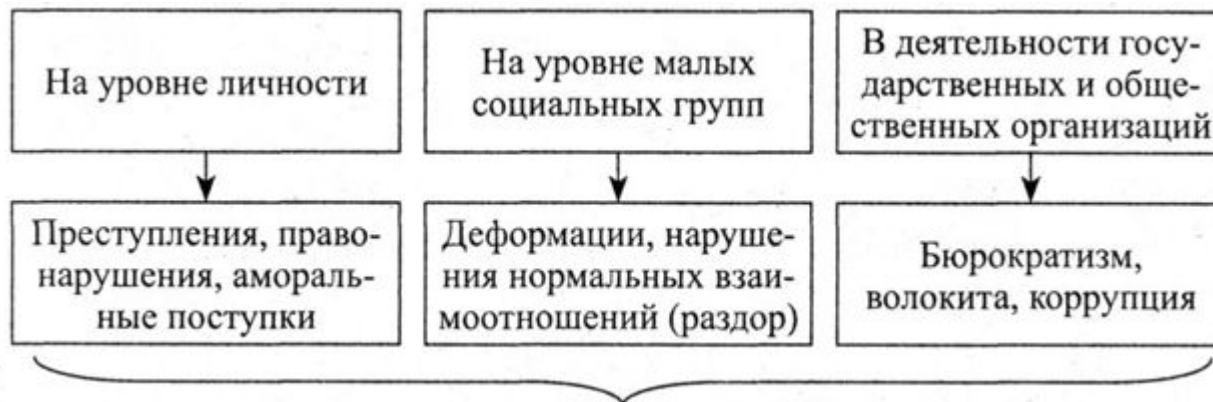 На уровне личности
На уровне малых
социальных групп
В деятельности госу-
дарственных и обще-
ственных организаций
Преступления, право-
нарушения, амораль-
ные поступки
Деформации, наруше-
ния нормальных взаи-
моотношений (раздор)
Бюрократизм,
волокита, коррупция